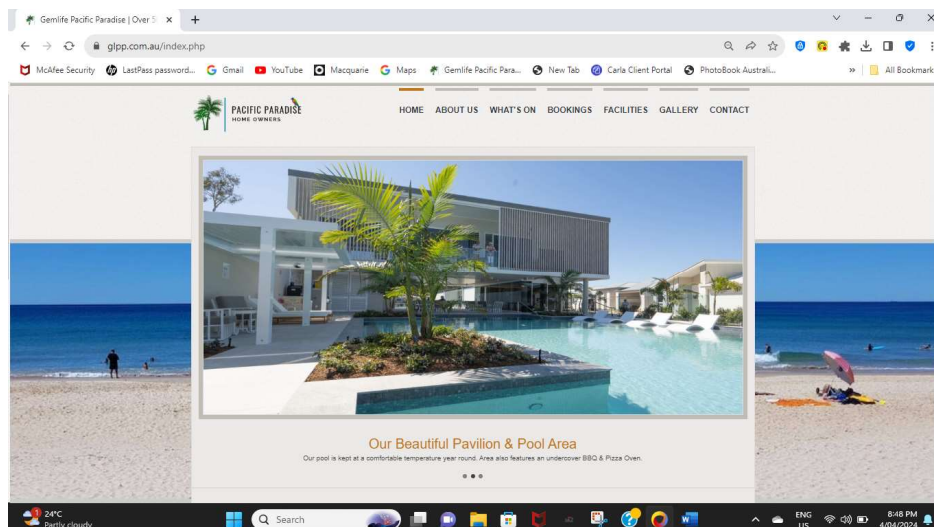 Gemlife Pacific Paradise | Over 5
glpp.com.au/index.php
McAfee Security
LastPass password...
Gmail
YouTube
Macquarie
Maps
Gemlife Pacific Para...
New Tab
Carla Client Portal
PhotoBook Australi...
»
All Bookmark
PACIFIC PARADISE
HOME OWNERS
HOME
ABOUT US
WHAT'S ON
BOOKINGS
FACILITIES
GALLERY
CONTACT
Our Beautiful Pavilion & Pool Area
Our pool is kept at a comfortable temperature year round. Area also features an undercover BBQ & Pizza Oven.
1
24°C
Partly cloudy
Search
ENG
US
8:48 PM
4/04/2024